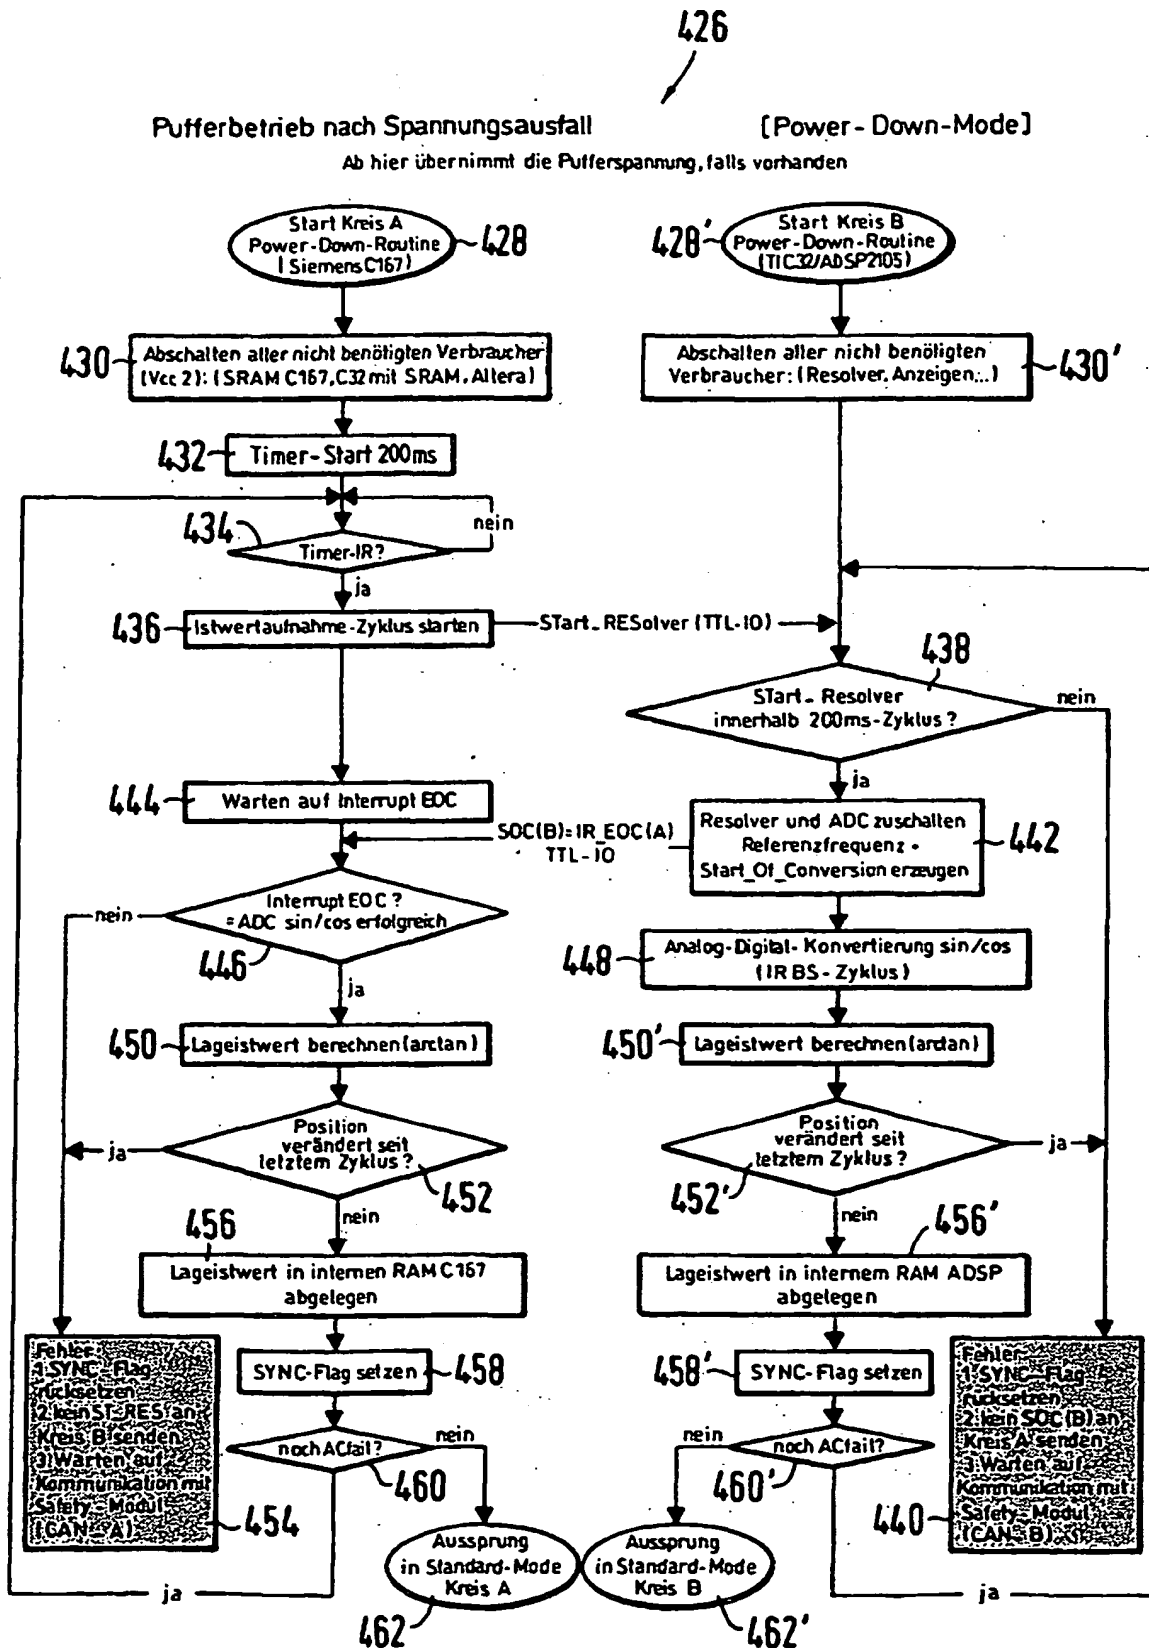 426
Pufferbetrieb nach Spannungsausfall [Power-Down-Mode]
Ab hier übernimmt die Pufferspannung, falls vorhanden
Start Kreis A
Power-Down-Routine
(Siemens C167)
428
428'
Start Kreis B
Power-Down-Routine
(TIC32/ADSP2105)
430
Abschalten aller nicht benötigten Verbraucher
(Vcc 2): (SRAM C167, C32 mit SRAM, Altera)
Abschalten aller nicht benötigten
Verbraucher: (Resolver, Anzeigen...)
430'
432
Timer-Start 200ms
nein
434
Timer-IR?
ja
436
Istwertaufnahme-Zyklus starten
STart_RESolver (TTL-IO)
438
STart_Resolver
innerhalb 200ms-Zyklus?
nein
ja
444
Warten auf Interrupt EOC
SOC(B)=IR_EOC(A)
TTL-IO
Resolver und ADC zuschalten
Referenzfrequenz -
Start_Of_Conversion erzeugen
442
nein
Interrupt EOC?
=ADC sin/cos erfolgreich
446
ja
448
Analog-Digital-Konvertierung sin/cos
(IRBS-Zyklus)
450
Lageistwert berechnen(arctan)
450'
Lageistwert berechnen(arctan)
ja
Position
verändert seit
letztem Zyklus?
452
nein
Position
verändert seit
letztem Zyklus?
ja
452'
nein
456
Lageistwert in internen RAM C167
abgelegen
456'
Lageistwert in internem RAM ADSP
abgelegen
Fehler
1.SYNC-Flag
rücksetzen
2.kein ST_RES an
Kreis B senden
3.Warten auf
Kommunikation mit
Safety-Modul
(CAN_A)
454
SYNC-Flag setzen
458
458'
SYNC-Flag setzen
Fehler
1.SYNC-Flag
rücksetzen
2.kein SOC(B) an
Kreis A senden
3.Warten auf
Kommunikation mit
Safety-Modul
(CAN_B)
440
noch ACfail?
nein
460
nein
noch ACfail?
460'
Aussprung
in Standard-Mode
Kreis A
462
Aussprung
in Standard-Mode
Kreis B
462'
ja
ja